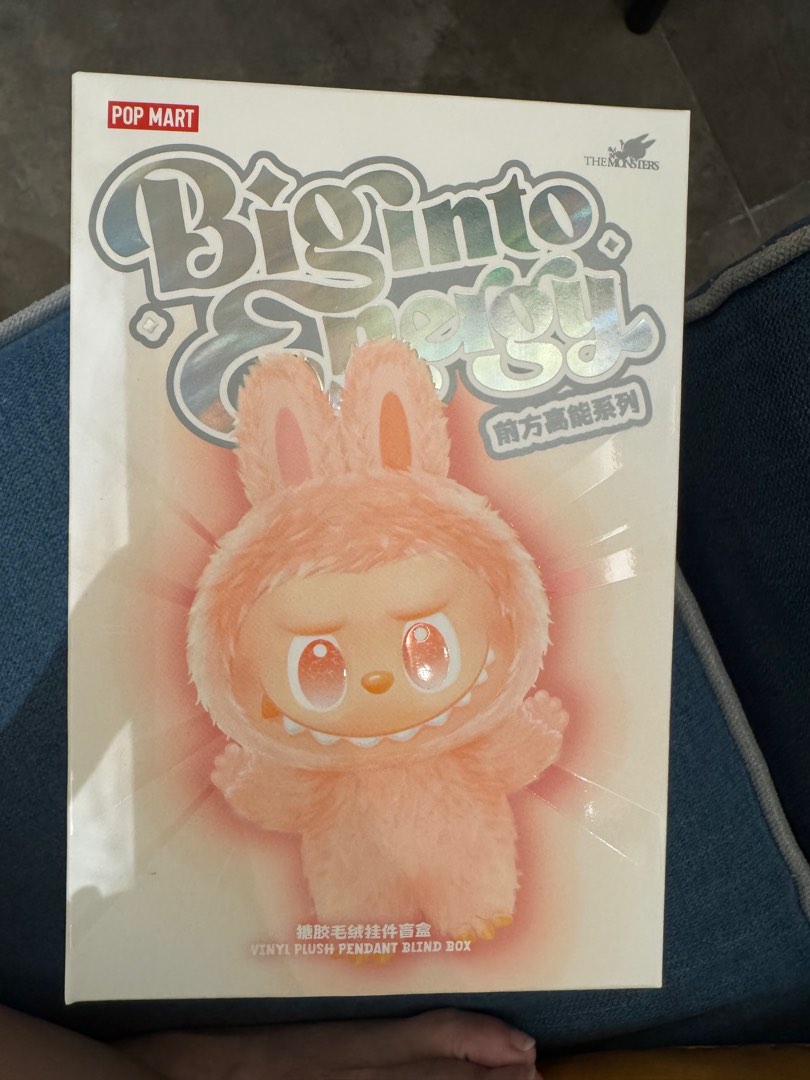 POP MART
THE MONSTERS
Big into
Energy
前方高能系列
搪胶毛绒挂件盲盒
VINYL PLUSH PENDANT BLIND BOX